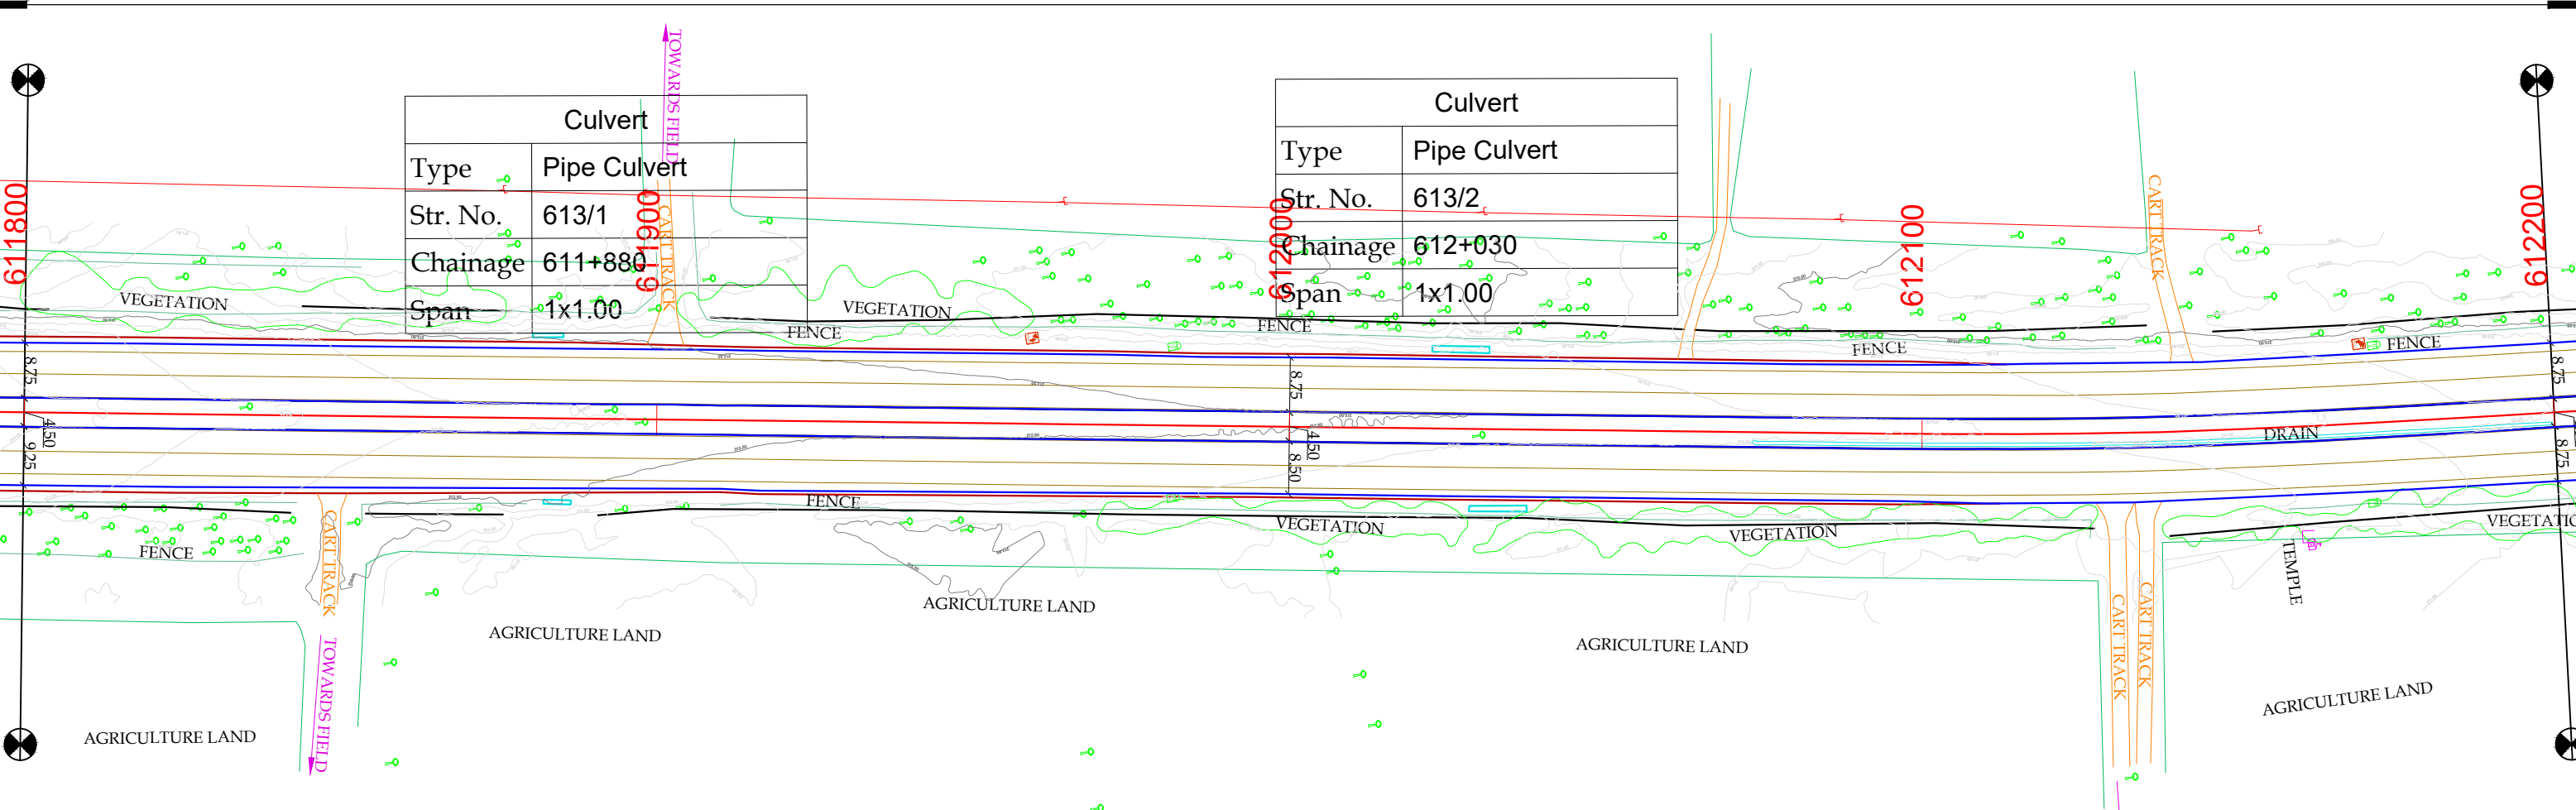 TOWARDS FIELD
Culvert
Type Pipe Culvert
Str. No. 613/1
Chainage 611+880
Span 1x1.00
Culvert
Type Pipe Culvert
Str. No. 613/2
Chainage 612+030
Span 1x1.00
611800
611900
612000
612100
612200
CART TRACK
CART TRACK
VEGETATION
VEGETATION
FENCE
FENCE
FENCE
FENCE
8.75
8.75
8.75
4.50
4.50
9.25
8.50
8.75
DRAIN
FENCE
FENCE
VEGETATION
VEGETATION
VEGETATIO
CART TRACK
CART TRACK
CART TRACK
TEMPLE
TOWARDS FIELD
AGRICULTURE LAND
AGRICULTURE LAND
AGRICULTURE LAND
AGRICULTURE LAND
AGRICULTURE LAND